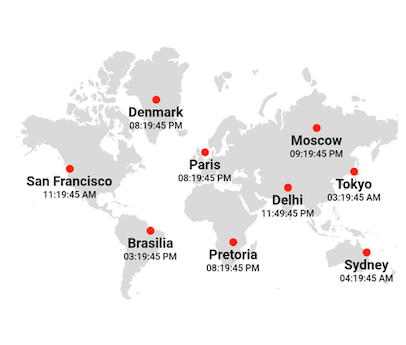 Denmark
08:19:45 PM
Moscow
09:19:45 PM
Paris
08:19:45 PM
San Francisco
11:19:45 AM
Tokyo
03:19:45 AM
Delhi
11:49:45 PM
Brasilia
03:19:45 PM
Pretoria
08:19:45 PM
Sydney
04:19:45 AM